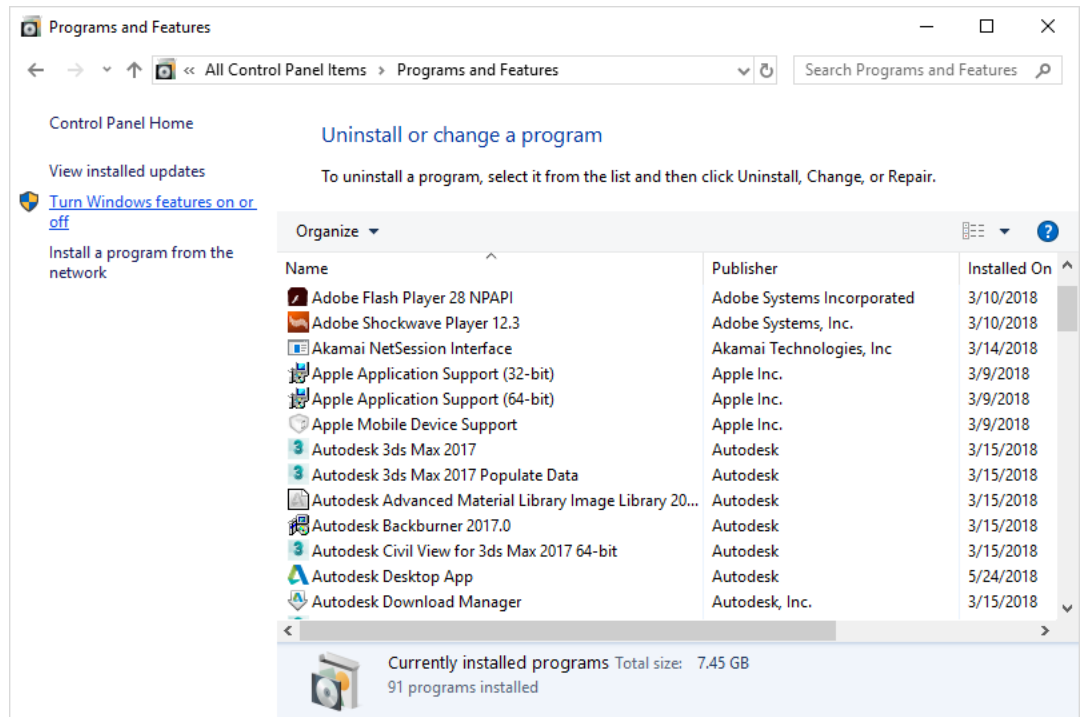 Programs and Features
« All Control Panel Items > Programs and Features
Search Programs and Features
Control Panel Home
View installed updates
Turn Windows features on or
off
Install a program from the
network
Uninstall or change a program
To uninstall a program, select it from the list and then click Uninstall, Change, or Repair.
Organize
?
Name Publisher Installed On
Adobe Flash Player 28 NPAPI Adobe Systems Incorporated 3/10/2018
Adobe Shockwave Player 12.3 Adobe Systems, Inc. 3/10/2018
Akamai NetSession Interface Akamai Technologies, Inc 3/14/2018
Apple Application Support (32-bit) Apple Inc. 3/9/2018
Apple Application Support (64-bit) Apple Inc. 3/9/2018
Apple Mobile Device Support Apple Inc. 3/9/2018
Autodesk 3ds Max 2017 Autodesk 3/15/2018
Autodesk 3ds Max 2017 Populate Data Autodesk 3/15/2018
Autodesk Advanced Material Library Image Library 20... Autodesk 3/15/2018
Autodesk Backburner 2017.0 Autodesk 3/15/2018
Autodesk Civil View for 3ds Max 2017 64-bit Autodesk 3/15/2018
Autodesk Desktop App Autodesk 5/24/2018
Autodesk Download Manager Autodesk, Inc. 3/15/2018
Currently installed programs Total size: 7.45 GB
91 programs installed